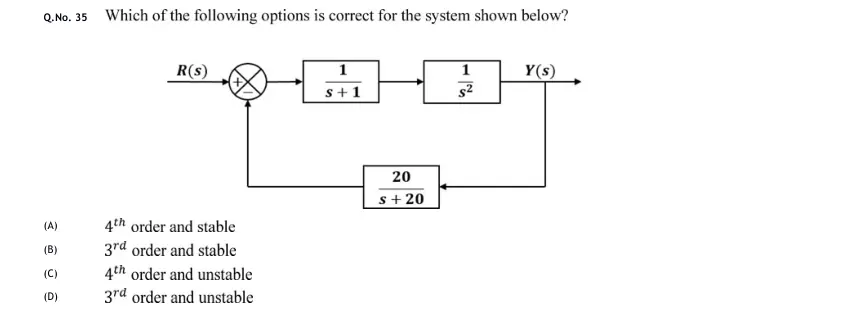 Q.No. 35 Which of the following options is correct for the system shown below?
R(s)
+
−
1
s + 1
1
s²
Y(s)
20
s + 20
(A) 4ᵗʰ order and stable
(B) 3ʳᵈ order and stable
(C) 4ᵗʰ order and unstable
(D) 3ʳᵈ order and unstable